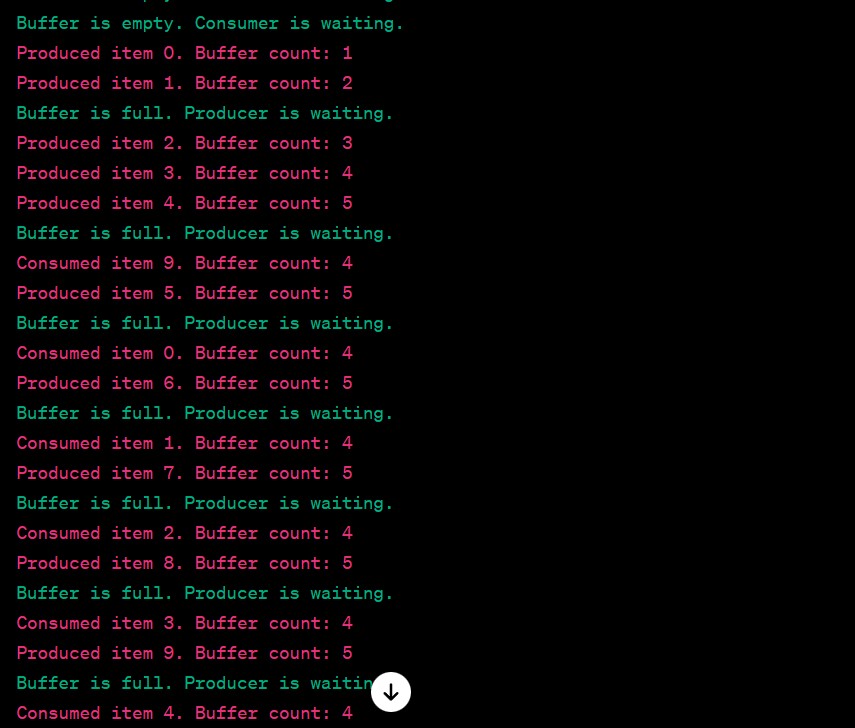 Buffer is empty. Consumer is waiting.
Produced item 0. Buffer count: 1
Produced item 1. Buffer count: 2
Buffer is full. Producer is waiting.
Produced item 2. Buffer count: 3
Produced item 3. Buffer count: 4
Produced item 4. Buffer count: 5
Buffer is full. Producer is waiting.
Consumed item 9. Buffer count: 4
Produced item 5. Buffer count: 5
Buffer is full. Producer is waiting.
Consumed item 0. Buffer count: 4
Produced item 6. Buffer count: 5
Buffer is full. Producer is waiting.
Consumed item 1. Buffer count: 4
Produced item 7. Buffer count: 5
Buffer is full. Producer is waiting.
Consumed item 2. Buffer count: 4
Produced item 8. Buffer count: 5
Buffer is full. Producer is waiting.
Consumed item 3. Buffer count: 4
Produced item 9. Buffer count: 5
Buffer is full. Producer is waitin
Consumed item 4. Buffer count: 4